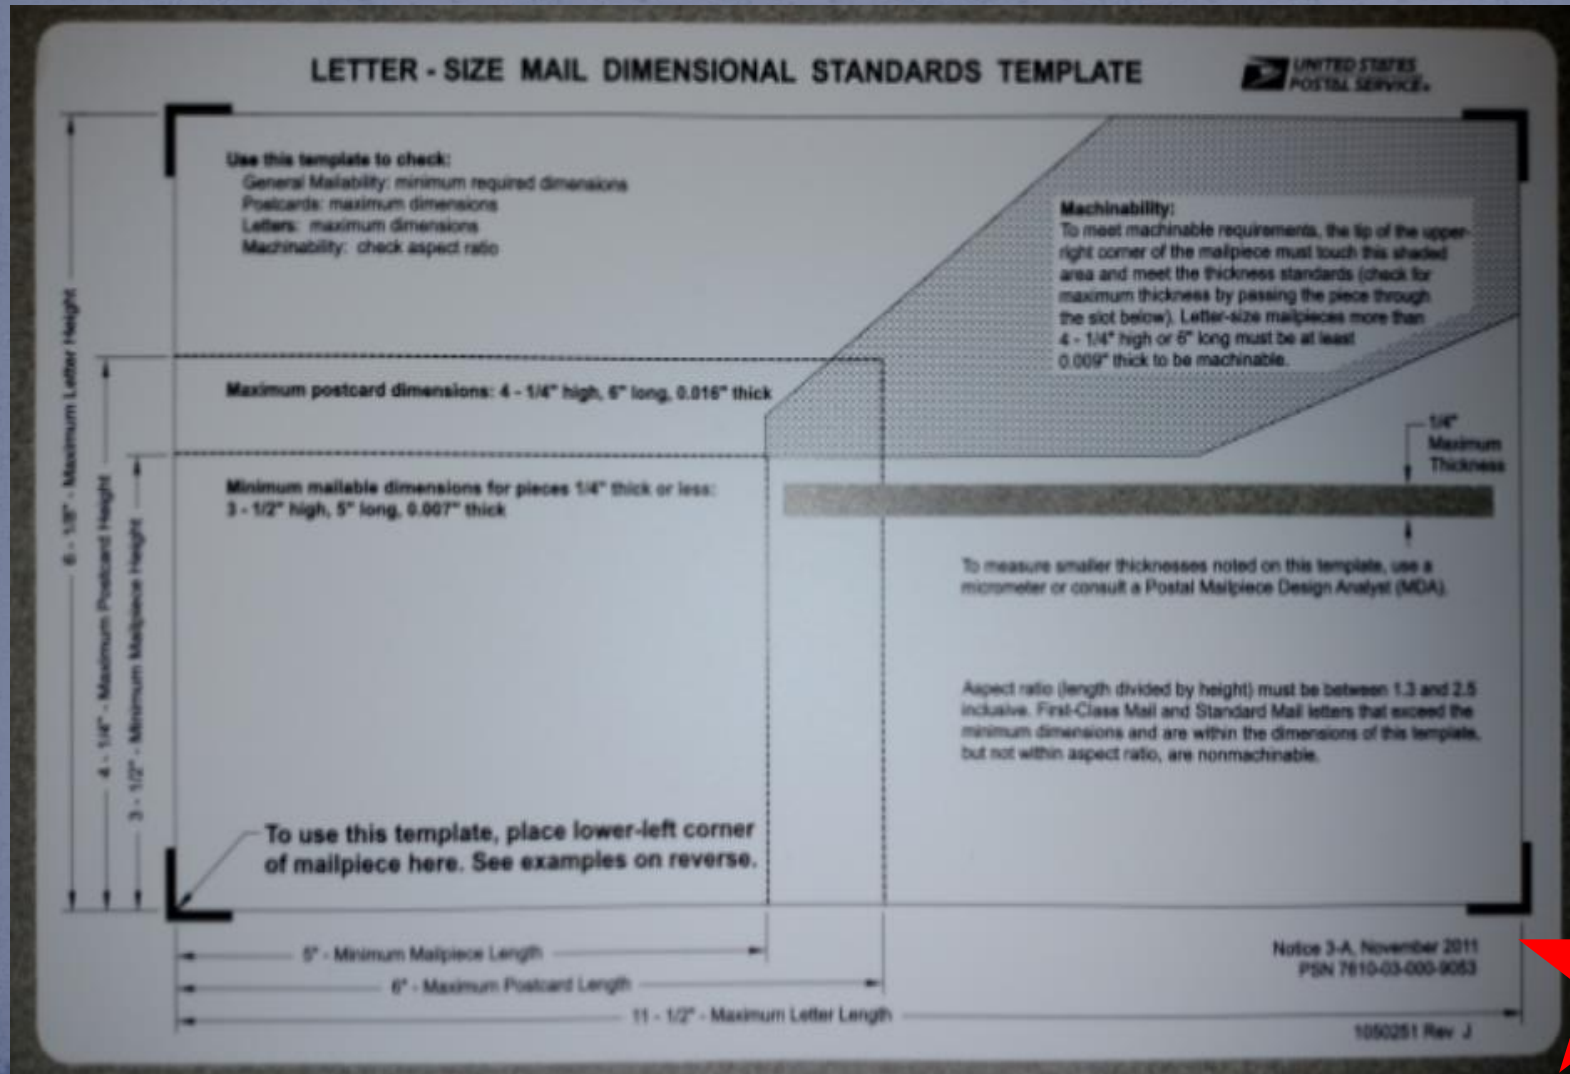 LETTER - SIZE MAIL DIMENSIONAL STANDARDS TEMPLATE
UNITED STATES
POSTAL SERVICE®
Use this template to check:
General Mailability: minimum required dimensions
Postcards: maximum dimensions
Letters: maximum dimensions
Machinability: check aspect ratio
Machinability:
To meet machinable requirements, the tip of the upper-
right corner of the mailpiece must touch this shaded
area and meet the thickness standards (check for
maximum thickness by passing the piece through
the slot below). Letter-size mailpieces more than
4 - 1/4" high or 6" long must be at least
0.009" thick to be machinable.
6 - 1/8" - Maximum Letter Height
4 - 1/4" - Maximum Postcard Height
3 - 1/2" - Minimum Mailpiece Height
Maximum postcard dimensions: 4 - 1/4" high, 6" long, 0.016" thick
1/4"
Maximum
Thickness
Minimum mailable dimensions for pieces 1/4" thick or less:
3 - 1/2" high, 5" long, 0.007" thick
To measure smaller thicknesses noted on this template, use a
micrometer or consult a Postal Mailpiece Design Analyst (MDA).
Aspect ratio (length divided by height) must be between 1.3 and 2.5
inclusive. First-Class Mail and Standard Mail letters that exceed the
minimum dimensions and are within the dimensions of this template,
but not within aspect ratio, are nonmachinable.
To use this template, place lower-left corner
of mailpiece here. See examples on reverse.
5" - Minimum Mailpiece Length
6" - Maximum Postcard Length
11 - 1/2" - Maximum Letter Length
Notice 3-A, November 2011
PSN 7610-03-000-9053
1050251 Rev J